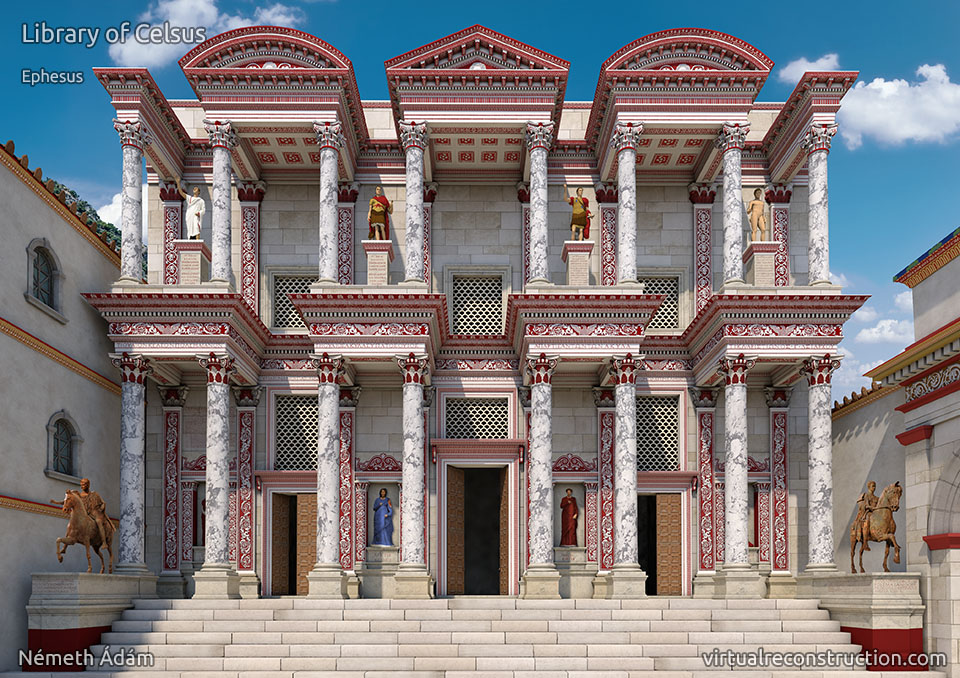 Library of Celsus
Ephesus
Németh Ádám
virtualreconstruction.com